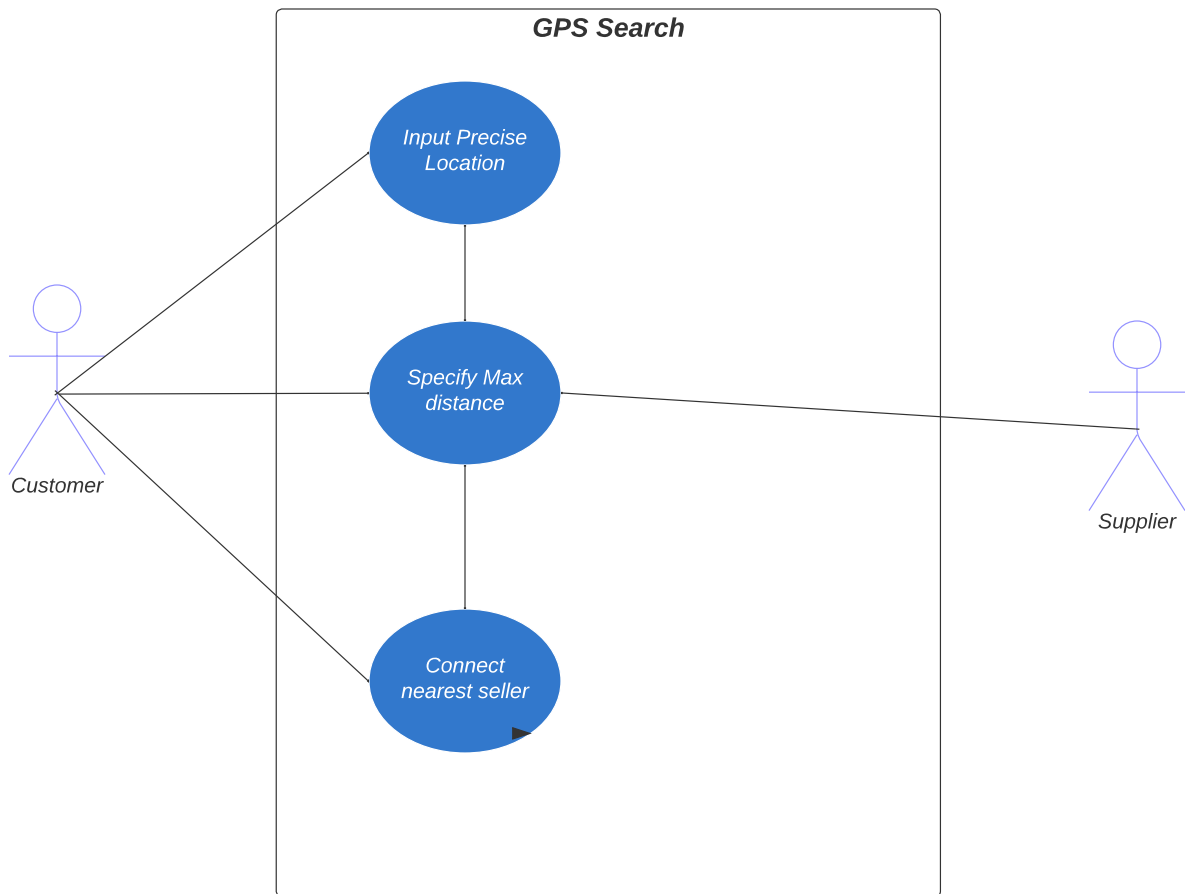 GPS Search
Input Precise
Location
Specify Max
distance
Customer
Supplier
Connect
nearest seller